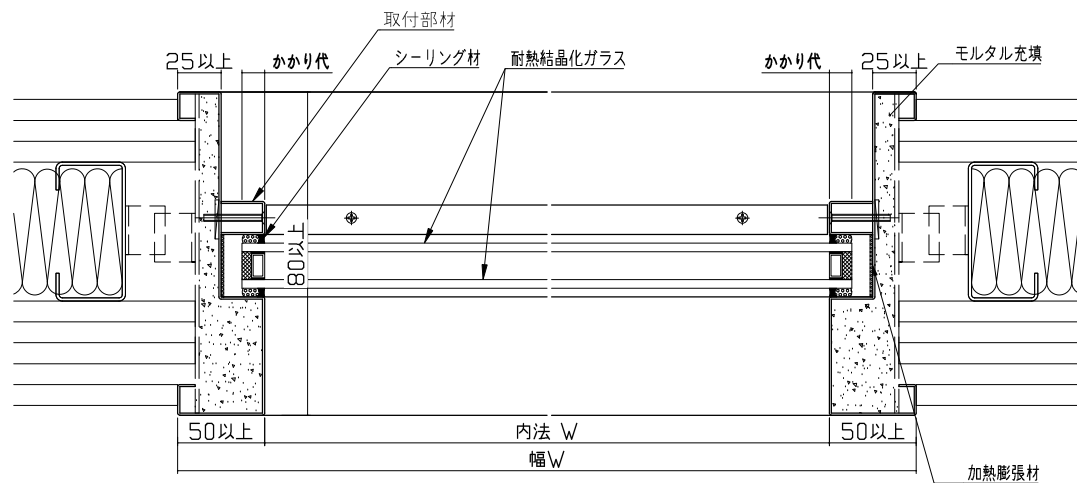 取付部材
25以上
かかり代
シーリング材
耐熱結晶化ガラス
かかり代
25以上
モルタル充填
80以上
50以上
内法 W
50以上
幅W
加熱膨張材